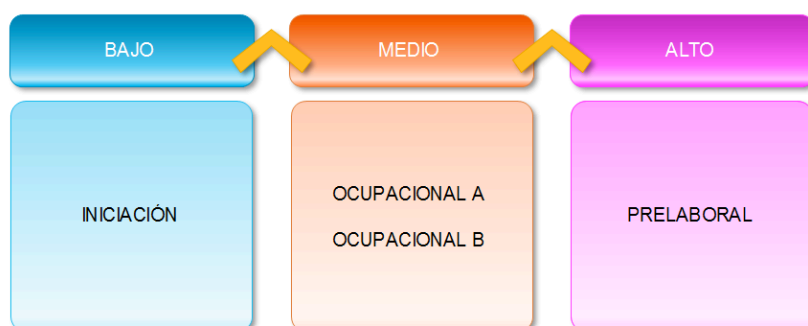 BAJO
MEDIO
ALTO
INICIACIÓN
OCUPACIONAL A
OCUPACIONAL B
PRELABORAL